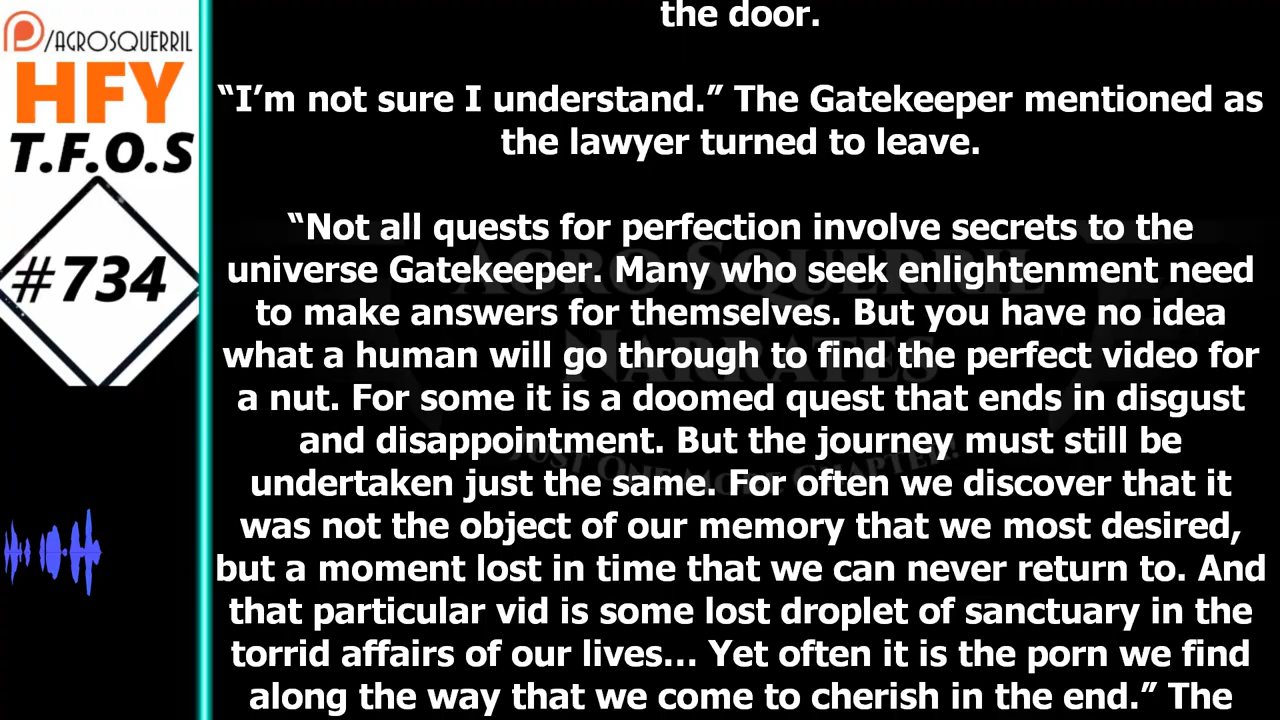 /AGROSQUERRIL
HFY
T.F.O.S
#734
the door.
“I’m not sure I understand.” The Gatekeeper mentioned as
the lawyer turned to leave.
“Not all quests for perfection involve secrets to the
universe Gatekeeper. Many who seek enlightenment need
to make answers for themselves. But you have no idea
what a human will go through to find the perfect video for
a nut. For some it is a doomed quest that ends in disgust
and disappointment. But the journey must still be
undertaken just the same. For often we discover that it
was not the object of our memory that we most desired,
but a moment lost in time that we can never return to. And
that particular vid is some lost droplet of sanctuary in the
torrid affairs of our lives… Yet often it is the porn we find
along the way that we come to cherish in the end.” The
AGRO SQUERRIL
NARRATES
JUST ONE MORE CHAPTER!